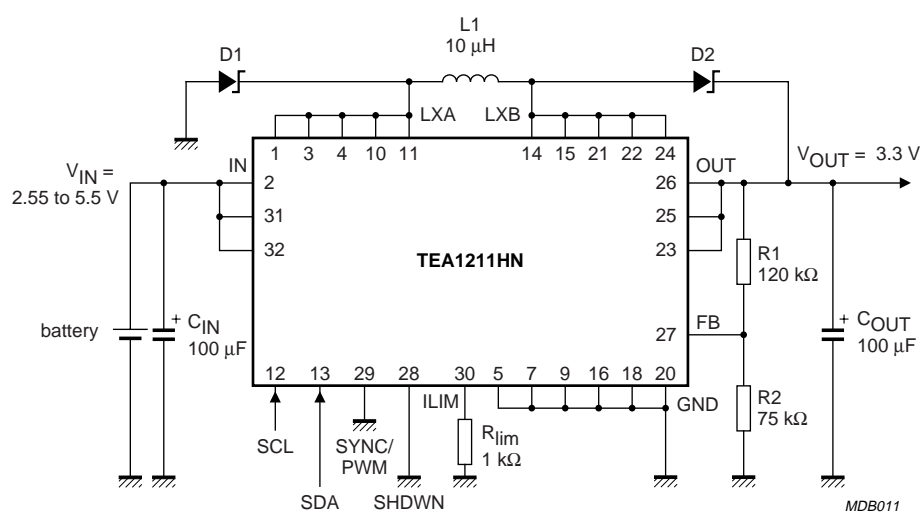 L1
10 μH
D1
D2
LXA
LXB
1 3 4 10 11 14 15 21 22 24
IN
OUT
V_IN =
2.55 to 5.5 V
V_OUT = 3.3 V
2
26
31
25
32
23
TEA1211HN
R1
120 kΩ
battery
+
C_IN
100 μF
27
FB
+
C_OUT
100 μF
12 13 29 28 30 5 7 9 16 18 20
ILIM
GND
R2
75 kΩ
SCL
SYNC/
PWM
R_lim
1 kΩ
SDA
SHDWN
MDB011